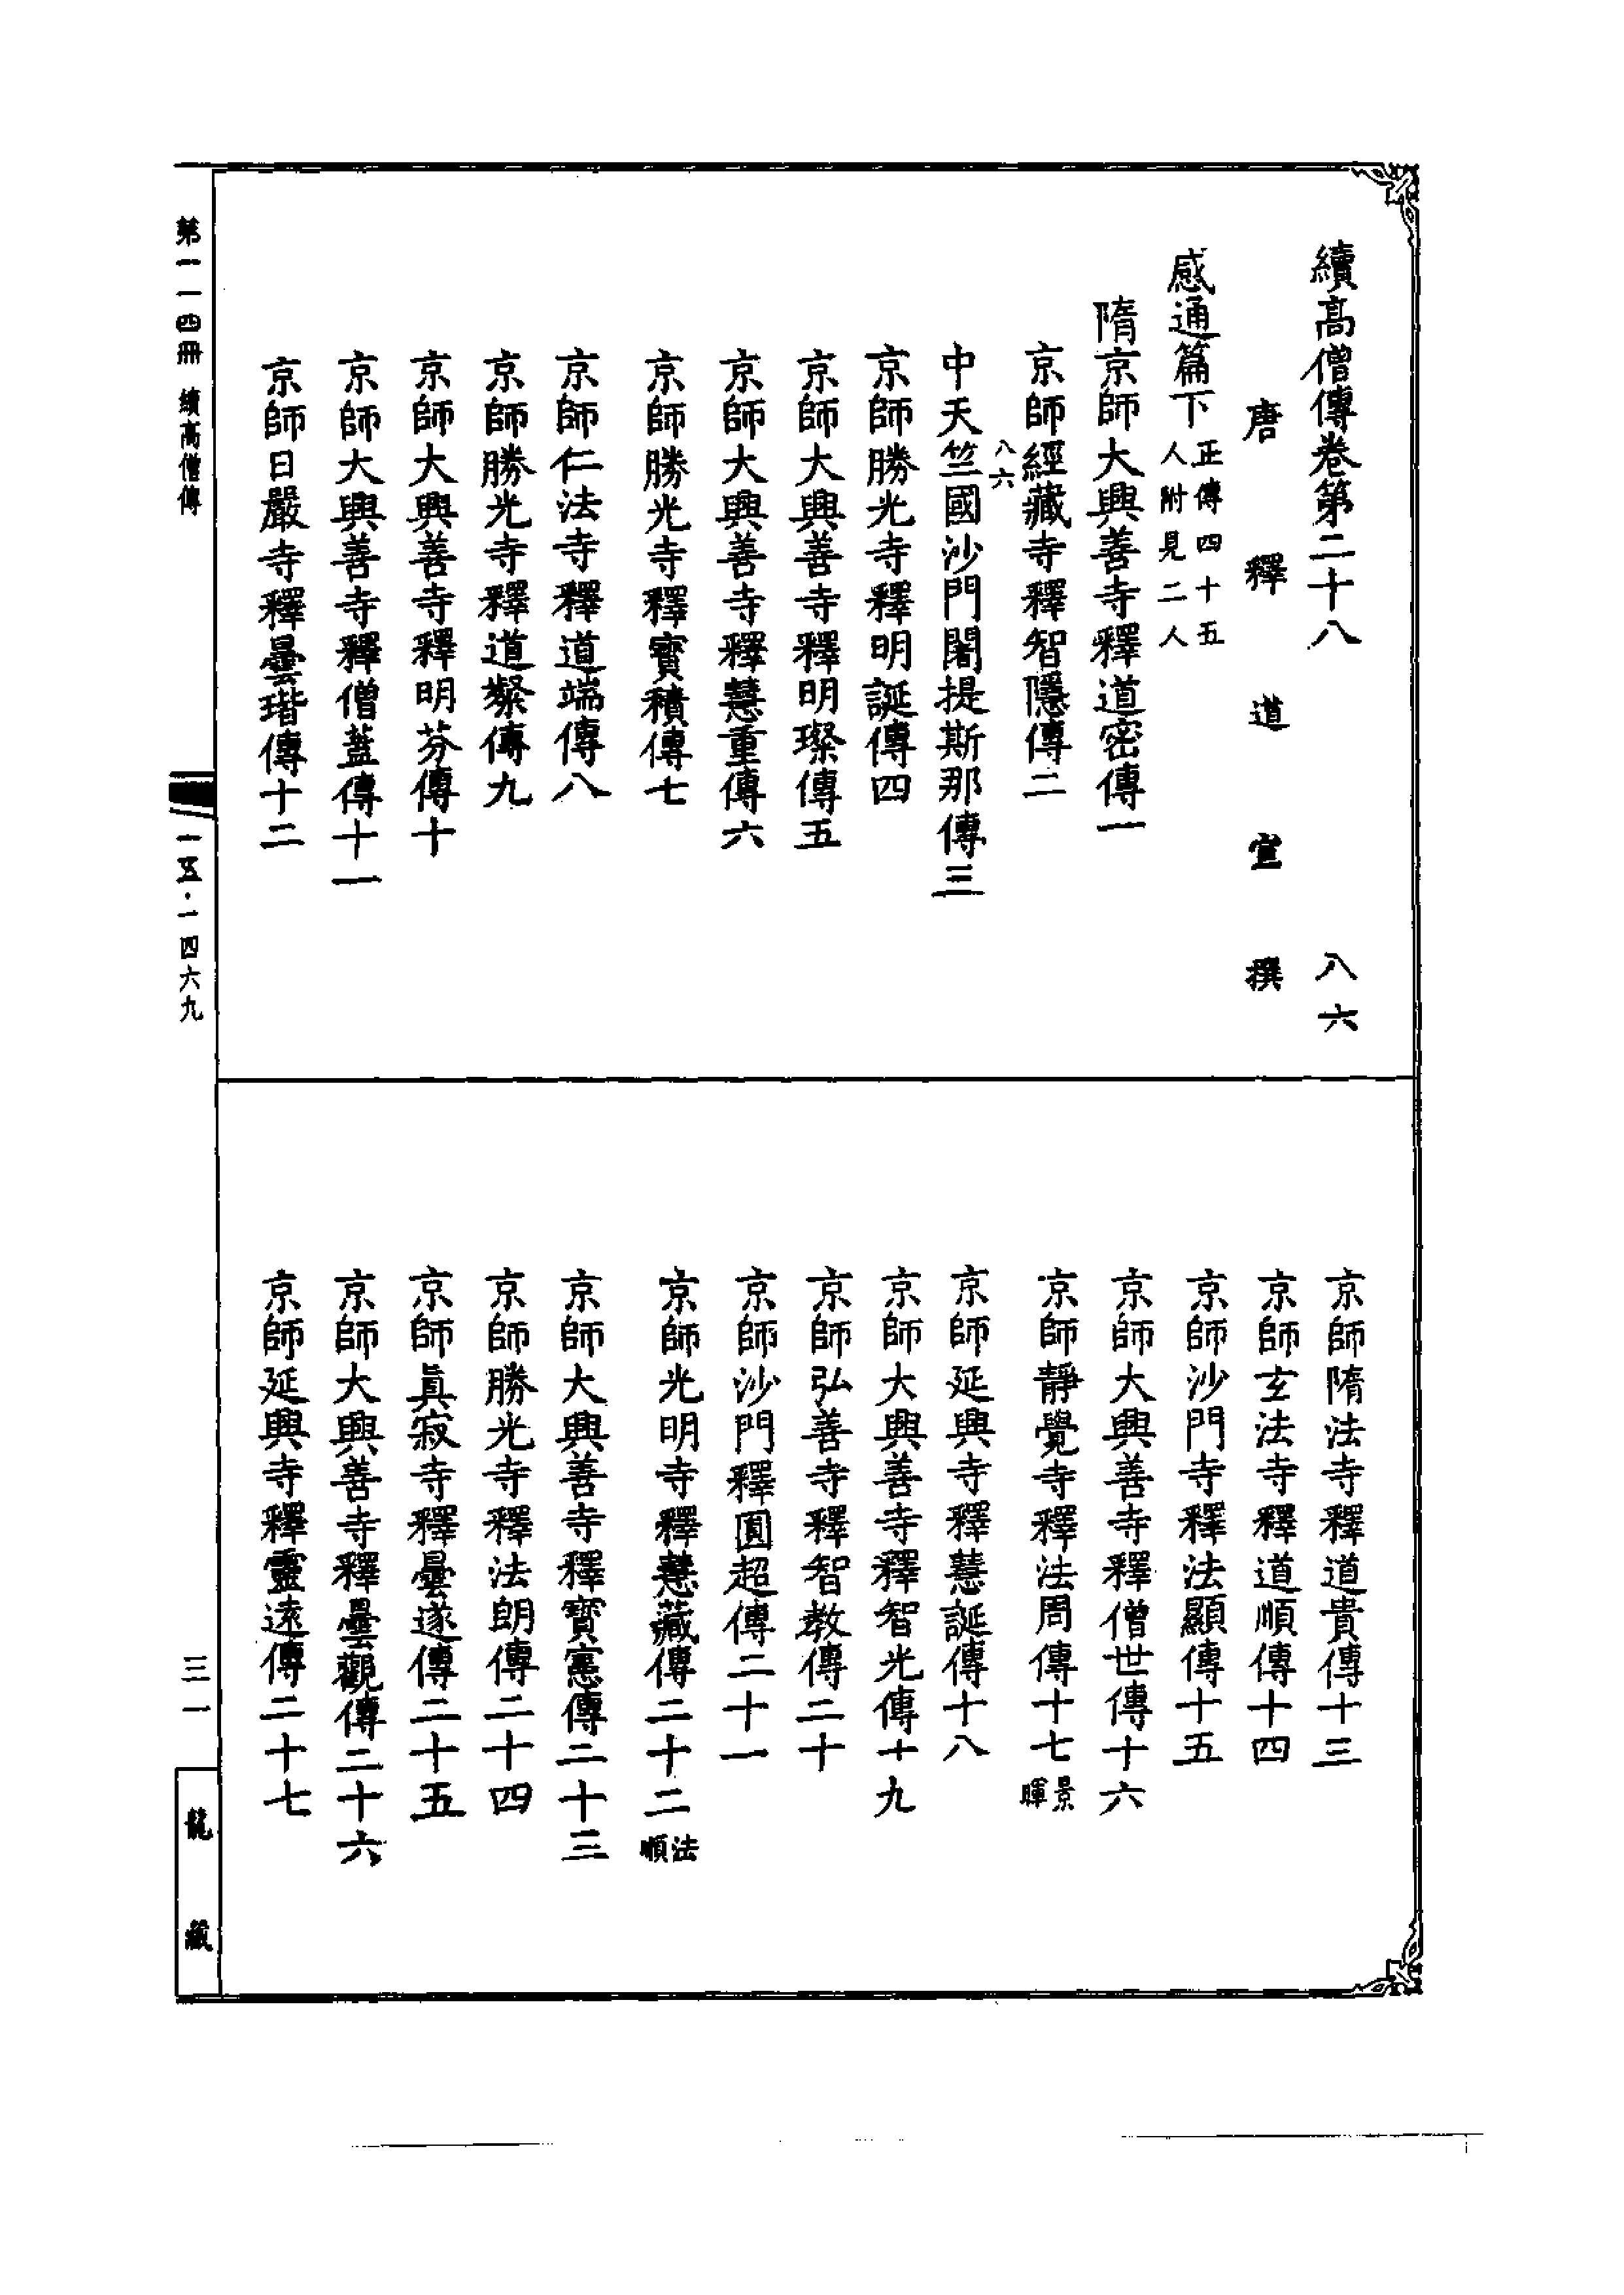 續高僧傳卷第二十八 八六
唐釋道宣撰
感通篇下 正傳四十五人附見二人
隋京師大興善寺釋道密傳一
京師經藏寺釋智隱傳二
八六
中天竺國沙門闍提斯那傳三
京師勝光寺釋明誕傳四
京師大興善寺釋明璨傳五
京師大興善寺釋慧重傳六
京師勝光寺釋寶積傳七
京師仁法寺釋道端傳八
京師勝光寺釋道粲傳九
京師大興善寺釋明芬傳十
京師大興善寺釋僧蓋傳十一
京師日嚴寺釋曇瑎傳十二
京師隋法寺釋道貴傳十三
京師玄法寺釋道順傳十四
京師沙門寺釋法顯傳十五
京師大興善寺釋僧世傳十六
京師靜覺寺釋法周傳十七 景暉
京師延興寺釋慧誕傳十八
京師大興善寺釋智光傳十九
京師弘善寺釋智教傳二十
京師沙門釋圓超傳二十一
京師光明寺釋慧藏傳二十二 法順
京師大興善寺釋寶憲傳二十三
京師勝光寺釋法朗傳二十四
京師眞寂寺釋曇遂傳二十五
京師大興善寺釋曇觀傳二十六
京師延興寺釋靈遠傳二十七
第一一四冊 續高僧傳
一一五·一四六九
三一
龍藏